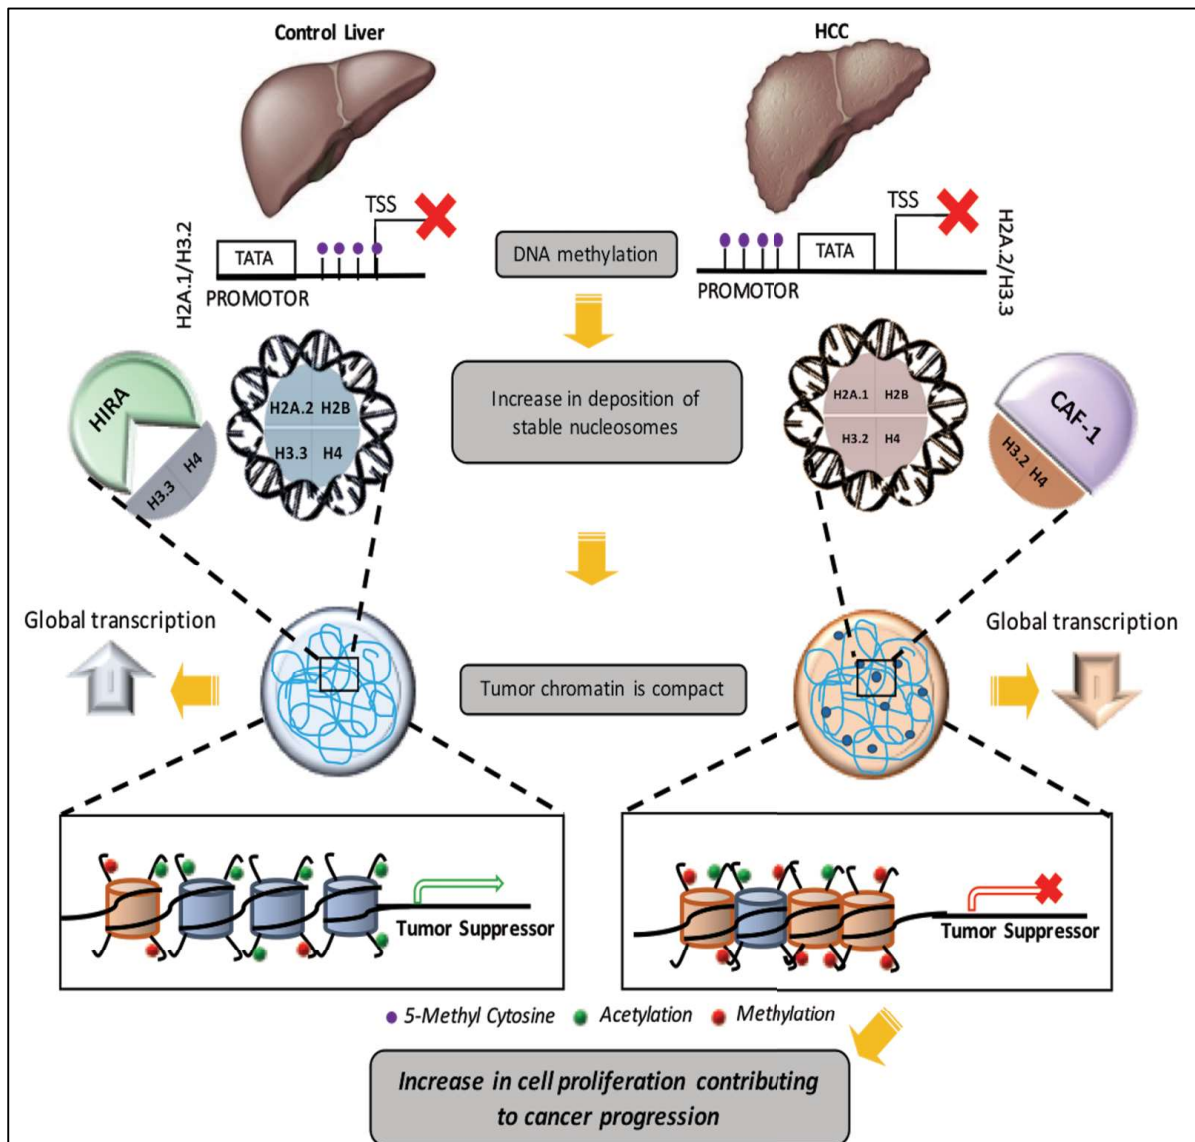 Control Liver
HCC
TSS
TATA
PROMOTOR
H2A.1/H3.2
DNA methylation
TSS
TATA
PROMOTOR
H2A.2/H3.3
HIRA
H3.3 H4
H2A.2 H2B
H3.3 H4
Increase in deposition of
stable nucleosomes
H2A.1 H2B
H3.2 H4
CAF-1
H3.2 H4
Global transcription
Global transcription
Tumor chromatin is compact
Tumor Suppressor
Tumor Suppressor
5-Methyl Cytosine Acetylation Methylation
Increase in cell proliferation contributing
to cancer progression